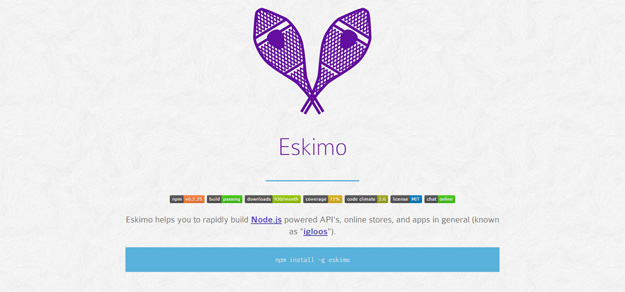 Eskimo
npm v0.2.25 build passing downloads 930/month coverage 71% code climate 2.6 license MIT chat online
Eskimo helps you to rapidly build Node.js powered API's, online stores, and apps in general (known
as "igloos").
npm install -g eskimo